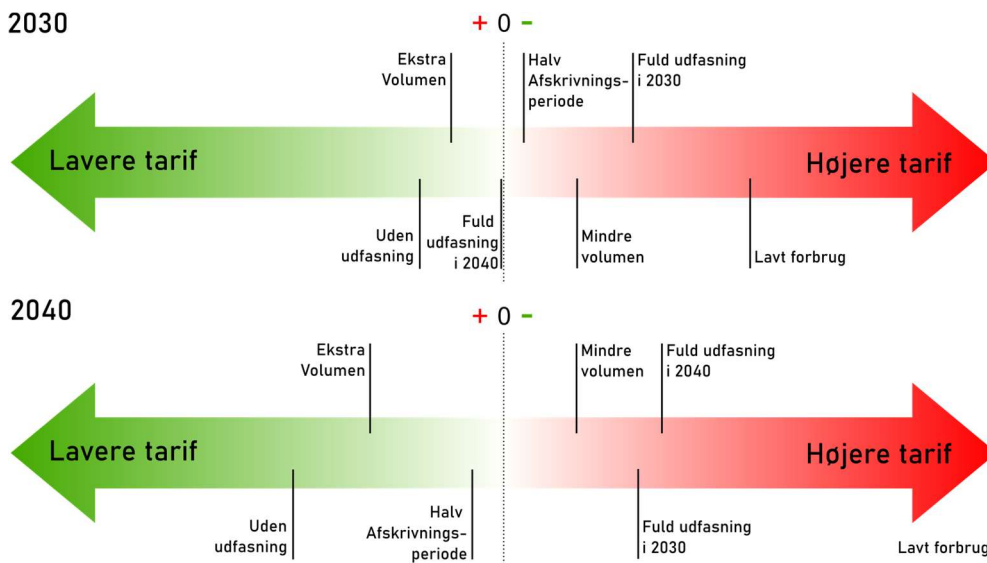 2030
+ 0 -
Ekstra
Volumen
Halv
Afskrivnings-
periode
Fuld udfasning
i 2030
Lavere tarif
Højere tarif
Uden
udfasning
Fuld
udfasning
i 2040
Mindre
volumen
Lavt forbrug
2040
+ 0 -
Ekstra
Volumen
Mindre
volumen
Fuld udfasning
i 2040
Lavere tarif
Højere tarif
Uden
udfasning
Halv
Afskrivnings-
periode
Fuld udfasning
i 2030
Lavt forbrug